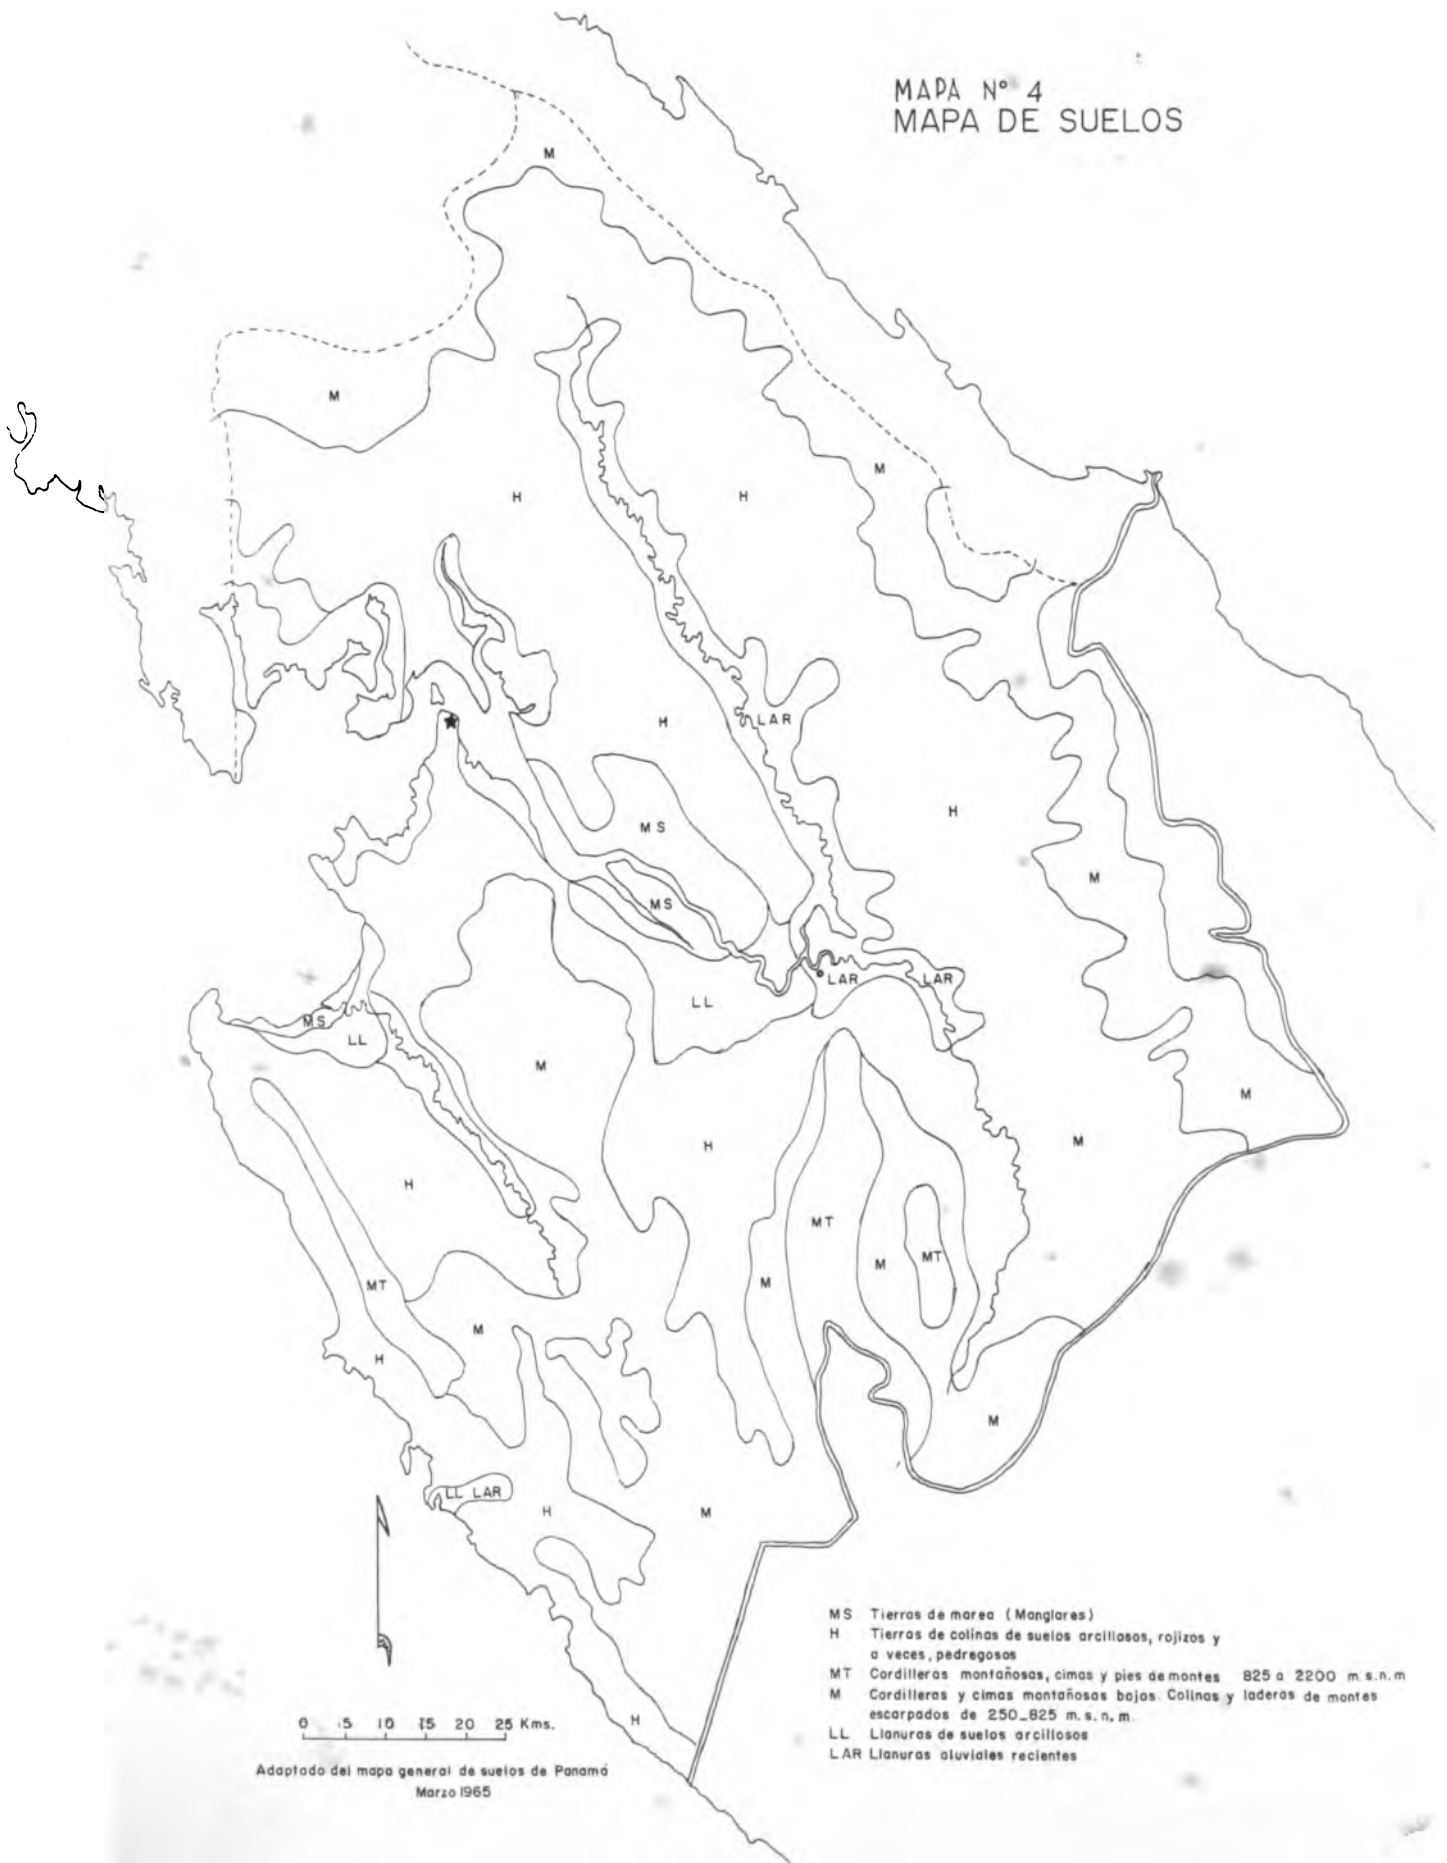 MAPA Nº 4
MAPA DE SUELOS
M
M
M
H
H
LAR
H
MS
H
M
MS
LAR
LAR
LL
MS
LL
M
M
M
H
H
MT
M
MT
M
MT
M
H
M
LL LAR
H
M
H
MS Tierras de marea (Manglares)
H Tierras de colinas de suelos arcillosos, rojizos y
a veces, pedregosos
MT Cordilleras montañosas, cimas y pies de montes 825 a 2200 m.s.n.m
M Cordilleras y cimas montañosas bajas. Colinas y laderas de montes
escarpados de 250_825 m.s.n.m.
LL Llanuras de suelos arcillosos
LAR Llanuras aluviales recientes
0 5 10 15 20 25 Kms.
Adaptado del mapa general de suelos de Panamá
Marzo 1965